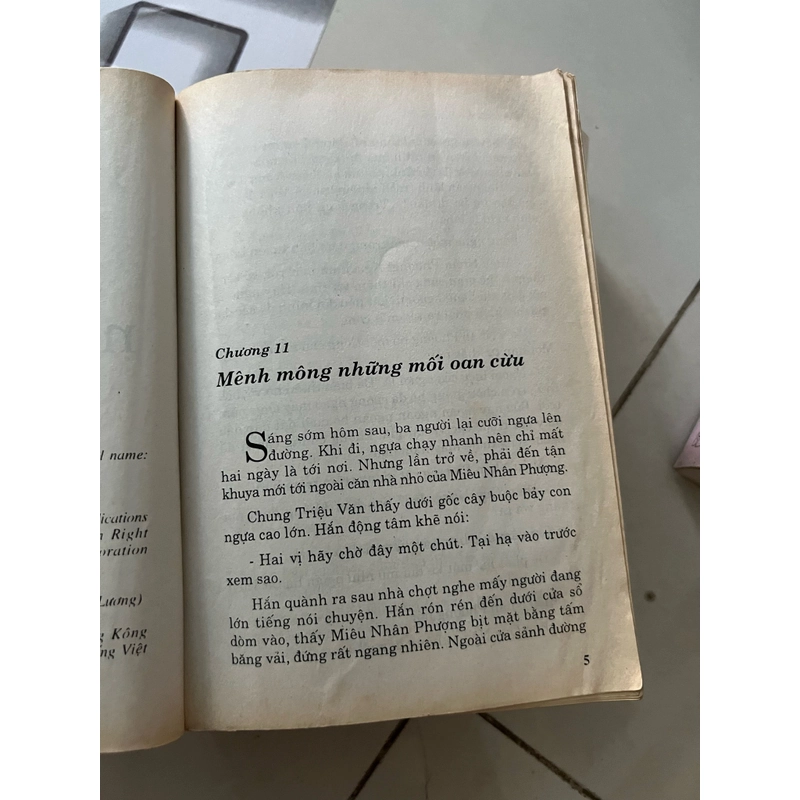 l name:
lications
n Right
oration
Lương)
g Kông
ng Việt
Chương 11
Mênh mông những mối oan cừu
Sáng sớm hôm sau, ba người lại cưỡi ngựa lên
đường. Khi đi, ngựa chạy nhanh nên chỉ mất
hai ngày là tới nơi. Nhưng lần trở về, phải đến tận
khuya mới tới ngoài căn nhà nhỏ của Miêu Nhân Phượng.
Chung Triệu Văn thấy dưới gốc cây buộc bảy con
ngựa cao lớn. Hắn động tâm khẽ nói:
- Hai vị hãy chờ đây một chút. Tại hạ vào trước
xem sao.
Hắn quành ra sau nhà chợt nghe mấy người đang
lớn tiếng nói chuyện. Hắn rón rén đến dưới cửa sổ
dòm vào, thấy Miêu Nhân Phượng bịt mặt bằng tấm
băng vải, đứng rất ngang nhiên. Ngoài cửa sảnh đường
5